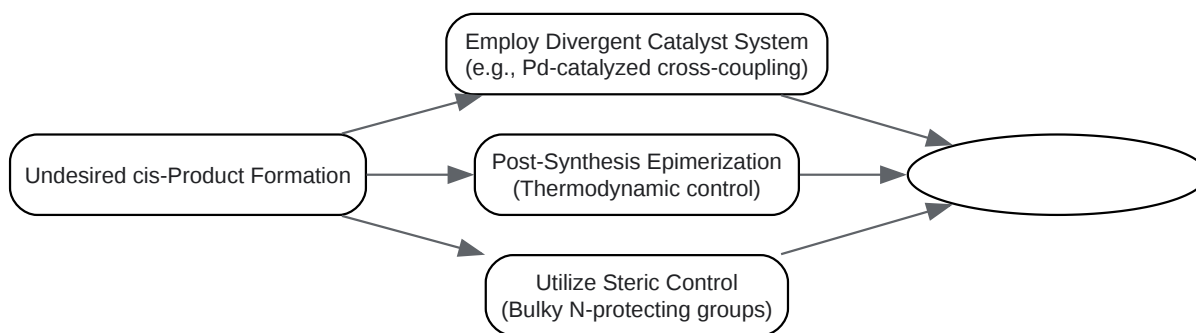 Employ Divergent Catalyst System
(e.g., Pd-catalyzed cross-coupling)
Undesired cis-Product Formation
Post-Synthesis Epimerization
(Thermodynamic control)
Utilize Steric Control
(Bulky N-protecting groups)